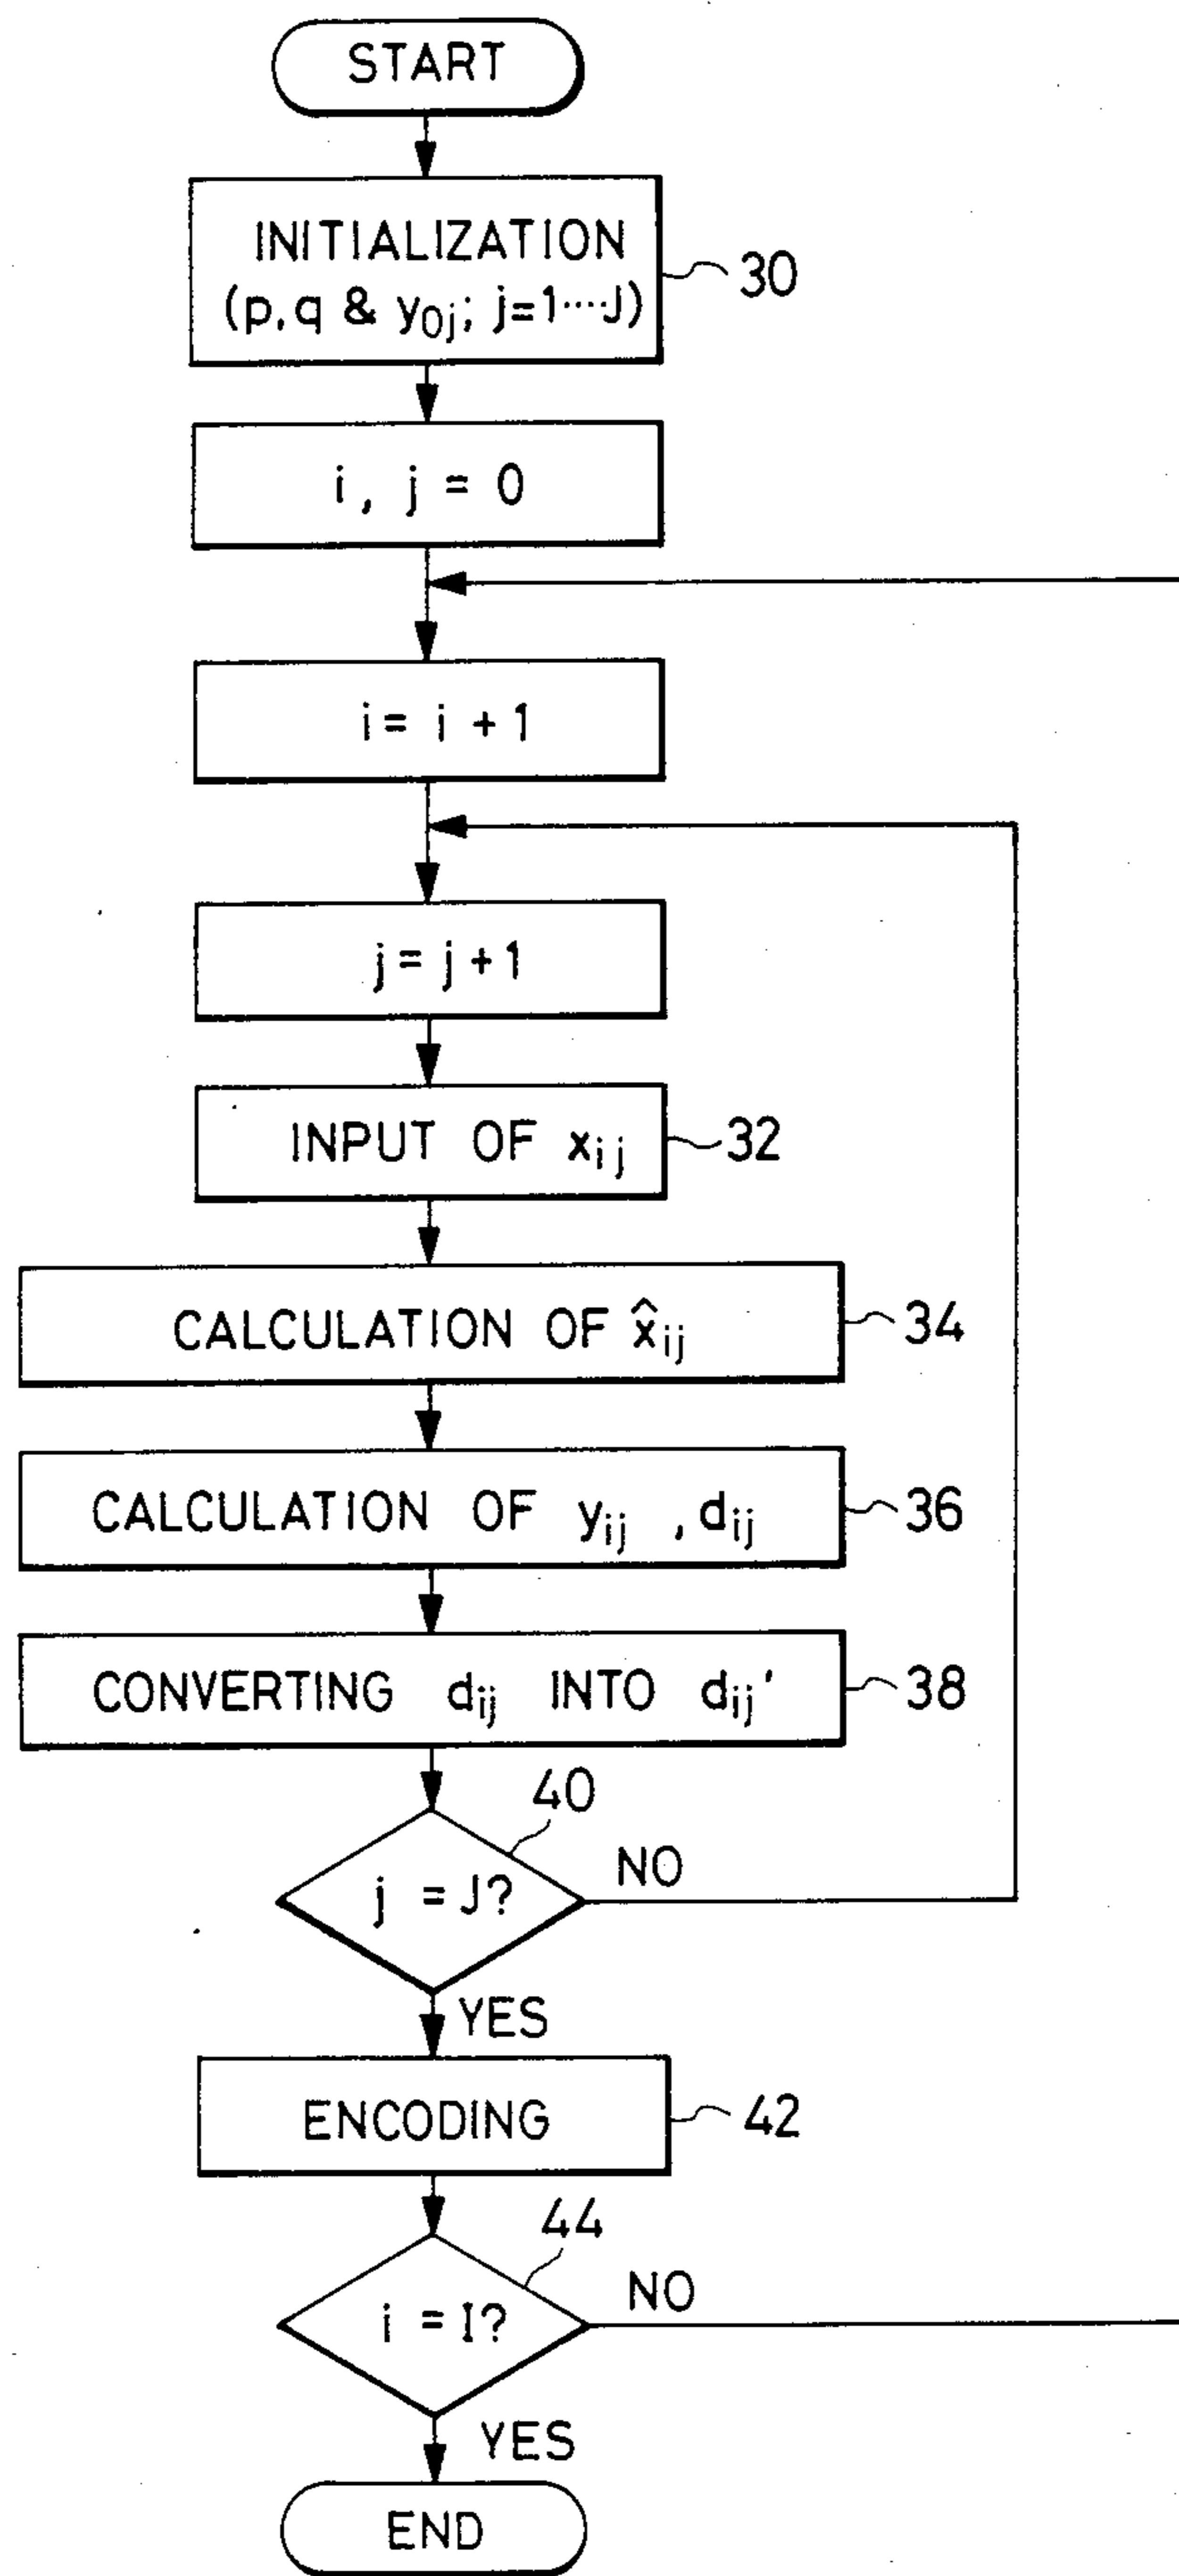 START
INITIALIZATION
(p,q & y₀ⱼ; j=1····J)
30
i , j = 0
i = i + 1
j = j + 1
INPUT OF xᵢⱼ
32
CALCULATION OF x̂ᵢⱼ
34
CALCULATION OF yᵢⱼ , dᵢⱼ
36
CONVERTING dᵢⱼ INTO dᵢⱼ'
38
40
j = J?
NO
YES
ENCODING
42
44
i = I?
NO
YES
END